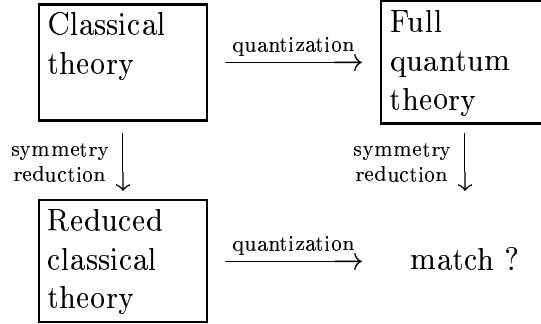 Classical
theory
quantization
Full
quantum
theory
symmetry
reduction
symmetry
reduction
Reduced
classical
theory
quantization
match ?